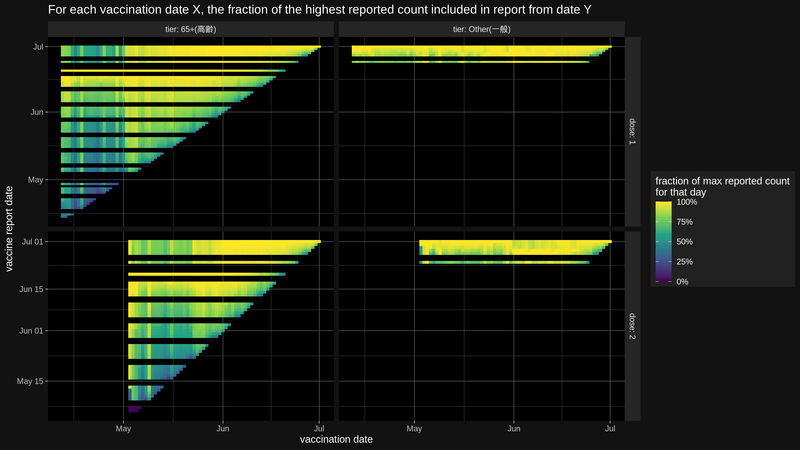 For each vaccination date X, the fraction of the highest reported count included in report from date Y
tier: 65+(高齢)
tier: Other(一般)
Jul
Jun
May
dose: 1
Jul 01
Jun 15
Jun 01
May 15
dose: 2
May
Jun
Jul
May
Jun
Jul
vaccination date
vaccine report date
fraction of max reported count
for that day
100%
75%
50%
25%
0%